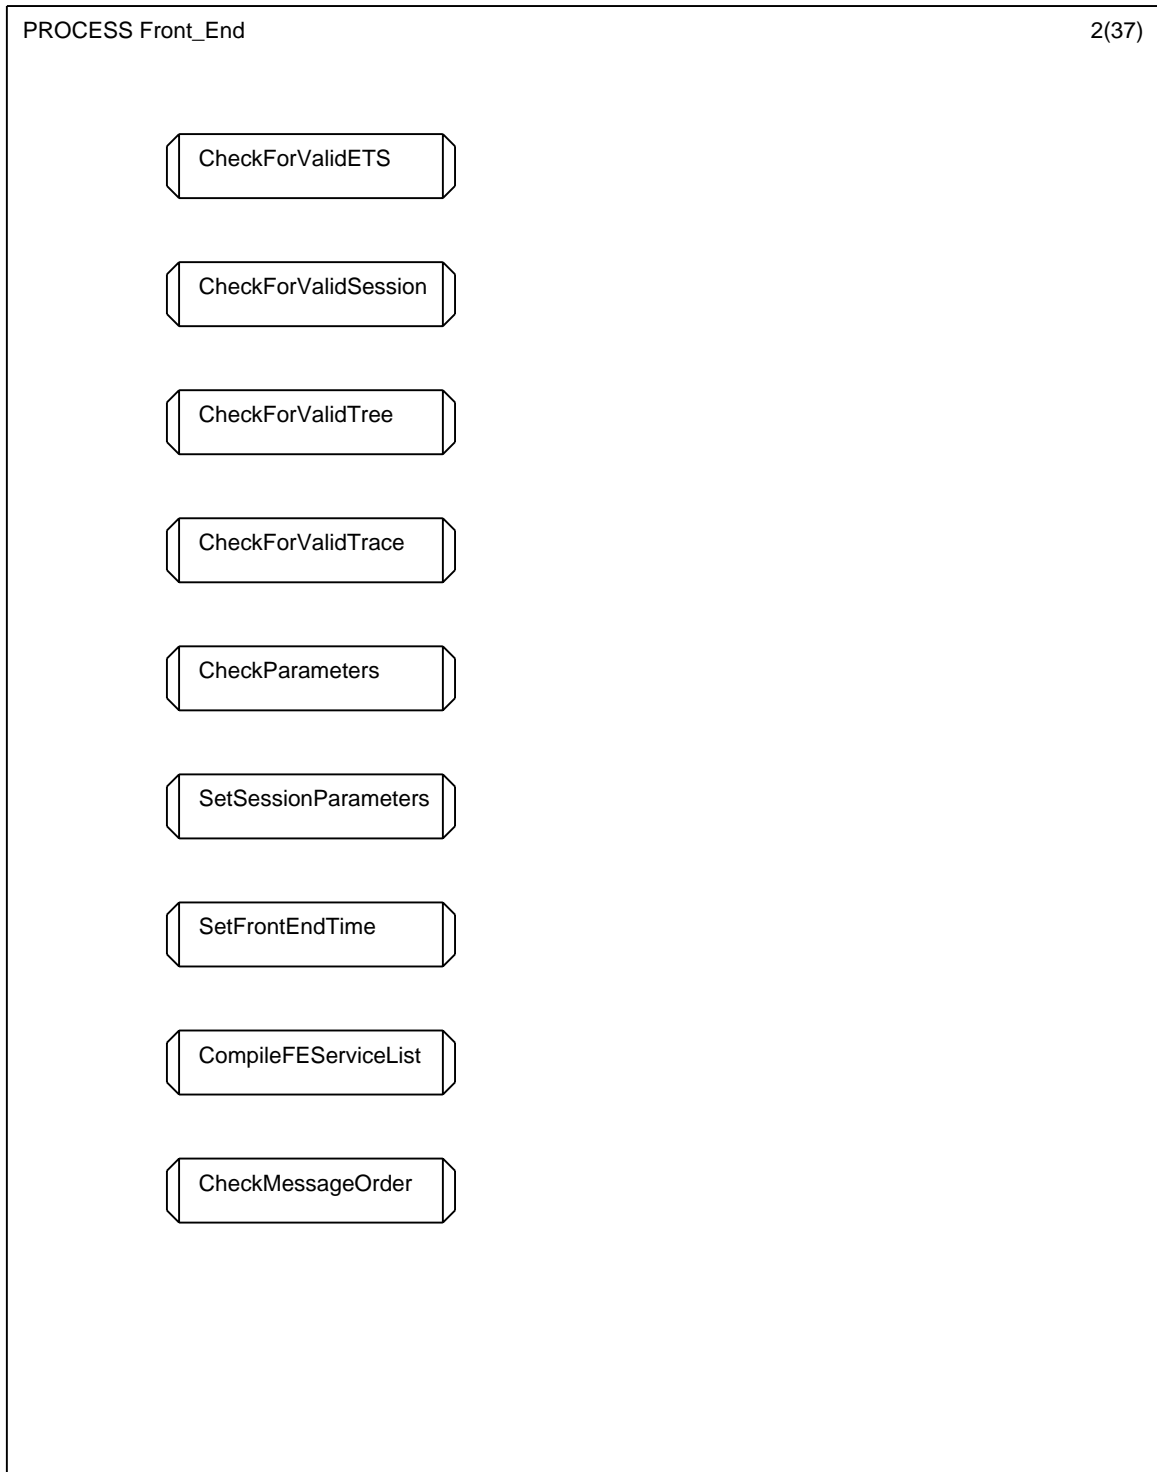 PROCESS Front_End 2(37)
CheckForValidETS
CheckForValidSession
CheckForValidTree
CheckForValidTrace
CheckParameters
SetSessionParameters
SetFrontEndTime
CompileFEServiceList
CheckMessageOrder